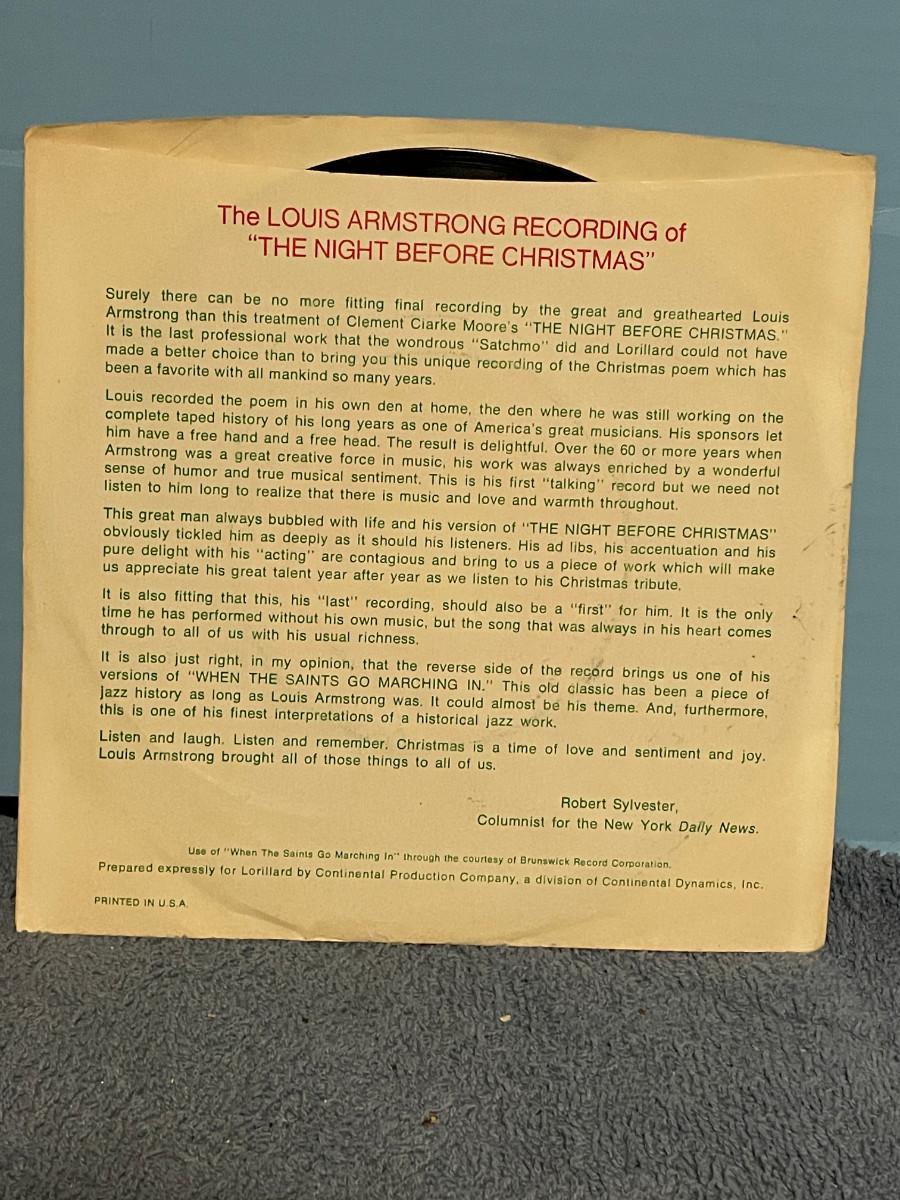 The LOUIS ARMSTRONG RECORDING of
“THE NIGHT BEFORE CHRISTMAS”
Surely there can be no more fitting final recording by the great and greathearted Louis
Armstrong than this treatment of Clement Ciarke Moore's "THE NIGHT BEFORE CHRISTMAS."
It is the last professional work that the wondrous "Satchmo" did and Lorillard could not have
made a better choice than to bring you this unique recording of the Christmas poem which has
been a favorite with all mankind so many years.
Louis recorded the poem in his own den at home, the den where he was still working on the
complete taped history of his long years as one of America's great musicians. His sponsors let
him have a free hand and a free head. The result is delightful. Over the 60 or more years when
Armstrong was a great creative force in music, his work was always enriched by a wonderful
sense of humor and true musical sentiment. This is his first "talking" record but we need not
listen to him long to realize that there is music and love and warmth throughout.
This great man always bubbled with life and his version of "THE NIGHT BEFORE CHRISTMAS"
obviously tickled him as deeply as it should his listeners. His ad libs, his accentuation and his
pure delight with his "acting" are contagious and bring to us a piece of work which will make
us appreciate his great talent year after year as we listen to his Christmas tribute.
It is also fitting that this, his "last" recording, should also be a "first" for him. It is the only
time he has performed without his own music, but the song that was always in his heart comes
through to all of us with his usual richness.
It is also just right, in my opinion, that the reverse side of the record brings us one of his
versions of "WHEN THE SAINTS GO MARCHING IN." This old classic has been a piece of
jazz history as long as Louis Armstrong was. It could almost be his theme. And, furthermore,
this is one of his finest interpretations of a historical jazz work.
Listen and laugh. Listen and remember. Christmas is a time of love and sentiment and joy.
Louis Armstrong brought all of those things to all of us.
Robert Sylvester,
Columnist for the New York Daily News.
Use of "When The Saints Go Marching In" through the courtesy of Brunswick Record Corporation.
Prepared expressly for Lorillard by Continental Production Company, a division of Continental Dynamics, Inc.
PRINTED IN U.S.A.